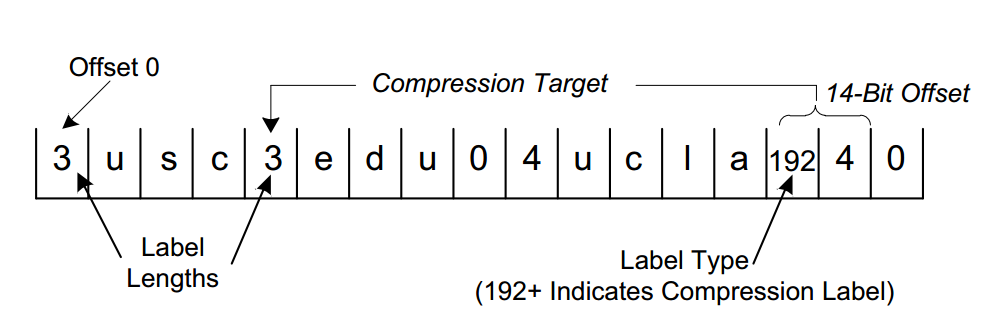 Offset 0
Compression Target
14-Bit Offset
3 u s c 3 e d u 0 4 u c l a 192 4 0
Label
Lengths
Label Type
(192+ Indicates Compression Label)